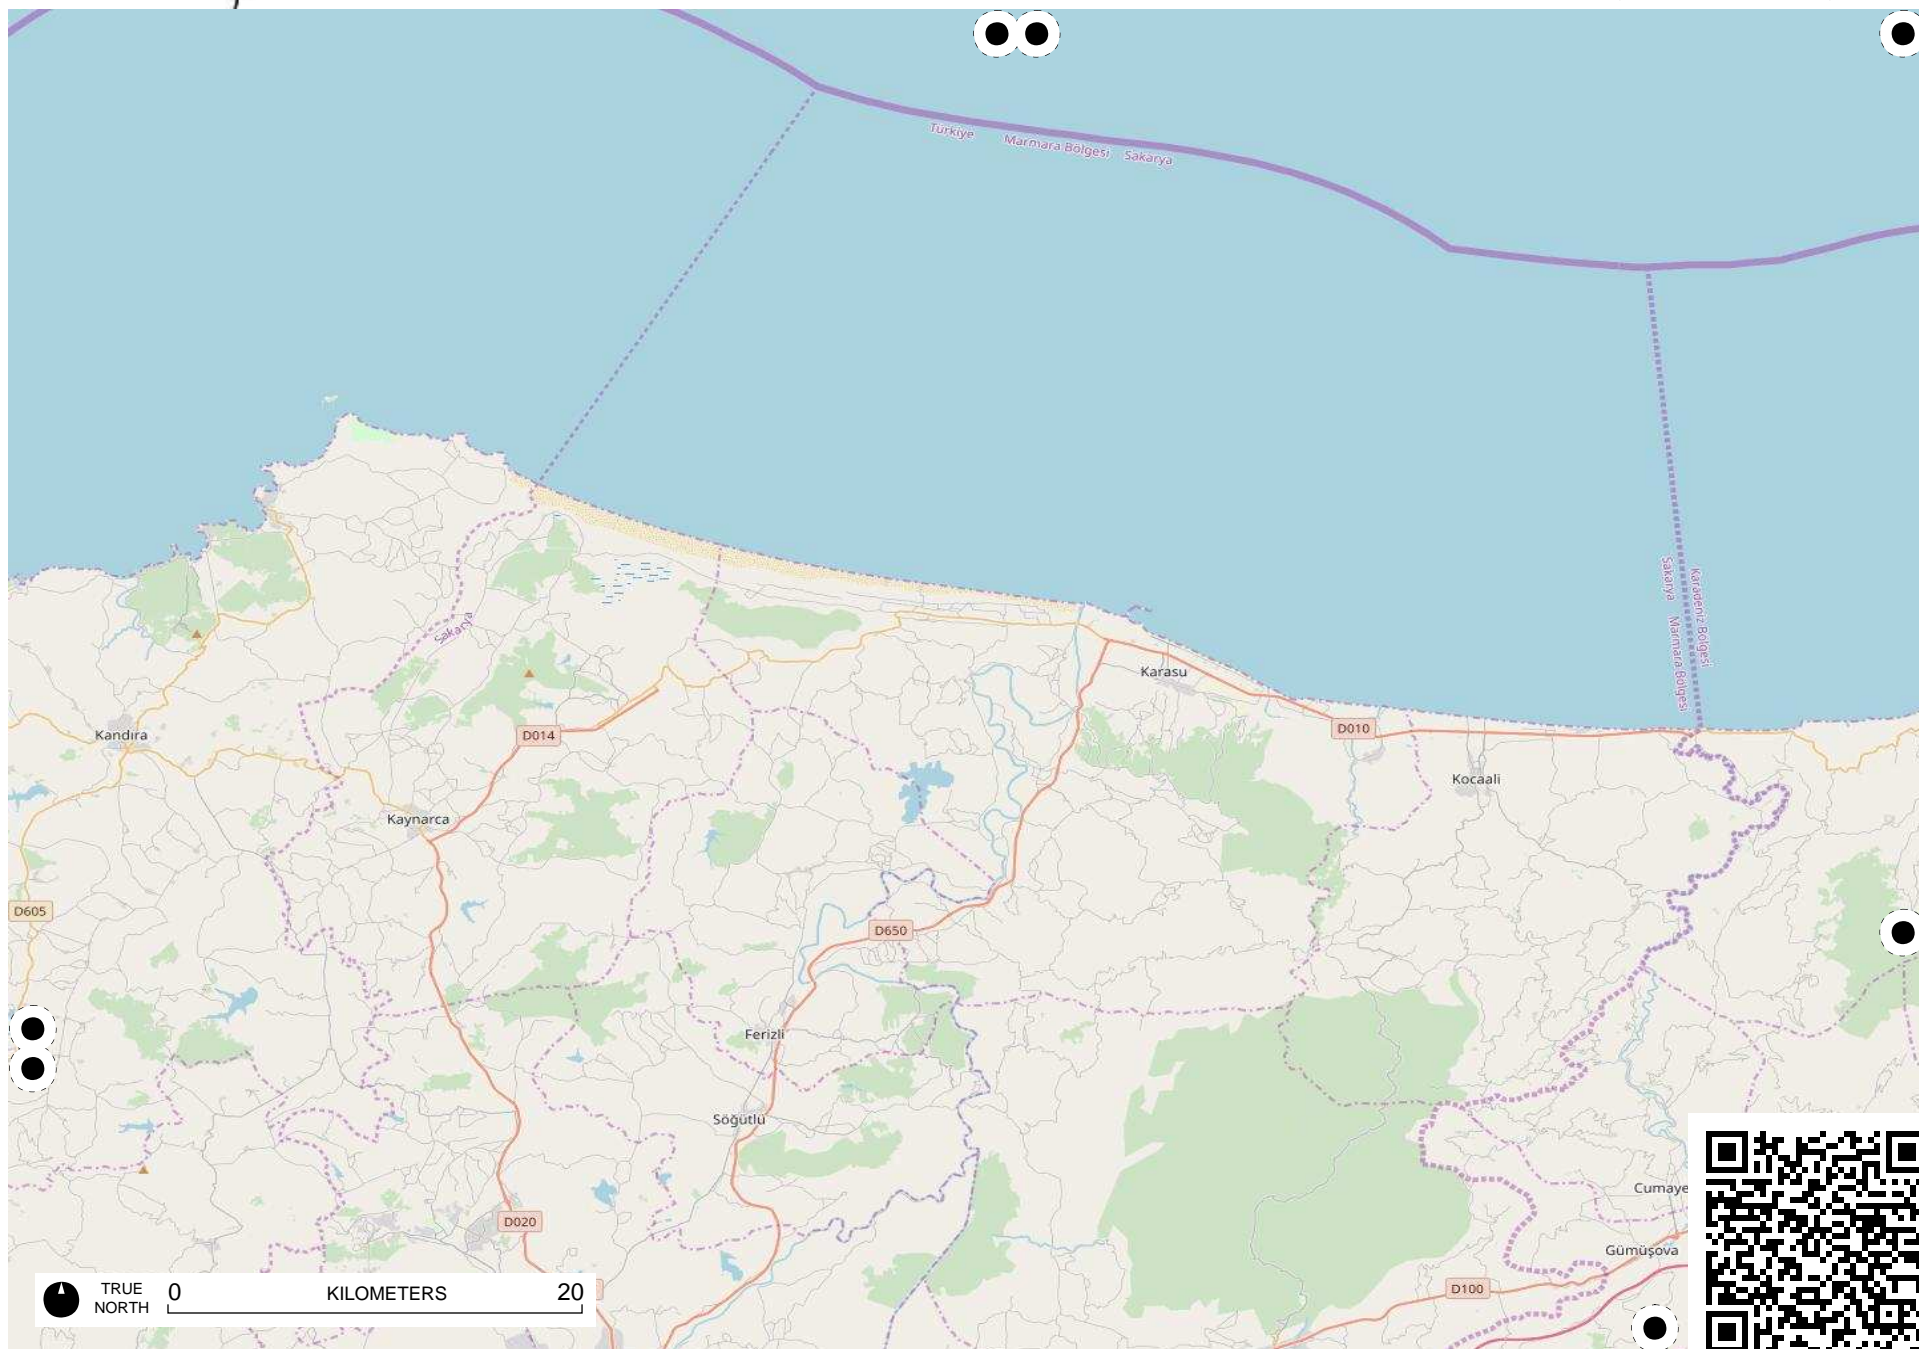 Türkiye Marmara Bölgesi Sakarya
Karadeniz Bölgesi
Sakarya Marmara Bölgesi
Sakarya
Karasu
Kandıra
D014
D010
Kocaali
Kaynarca
D605
D650
Ferizli
Söğütlü
Cumaye
D020
Gümüşova
D100
TRUE NORTH
0 KILOMETERS 20